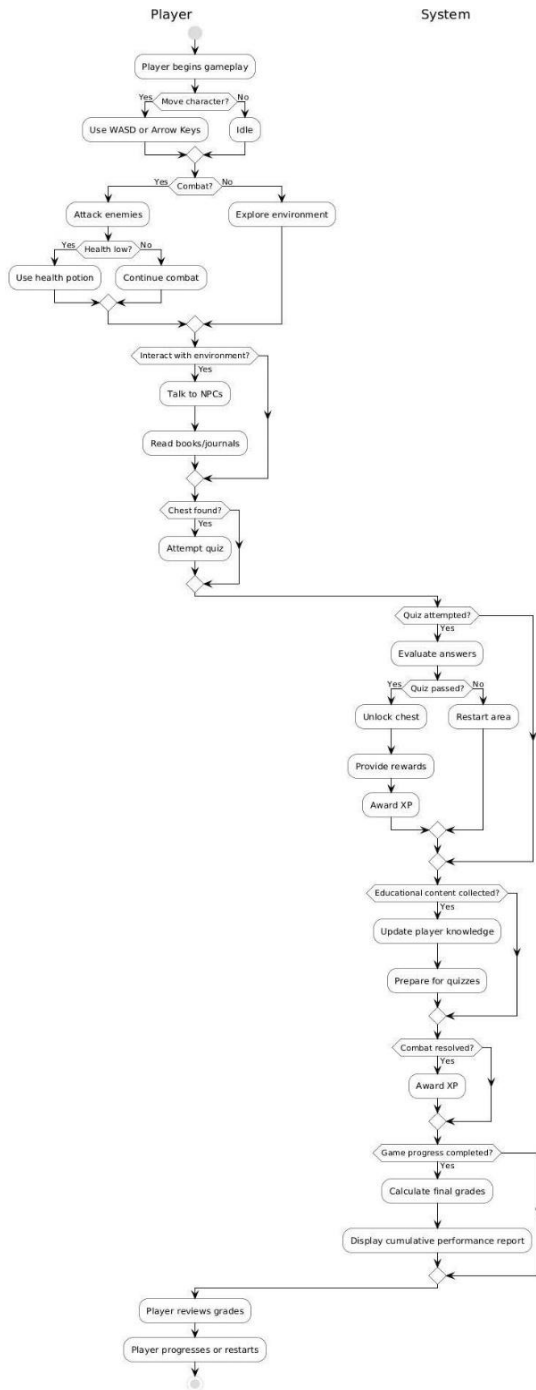 Player
System
Player begins gameplay
Yes
Move character?
No
Use WASD or Arrow Keys
Idle
Yes
Combat?
No
Attack enemies
Explore environment
Yes
Health low?
No
Use health potion
Continue combat
Interact with environment?
Yes
Talk to NPCs
Read books/journals
Chest found?
Yes
Attempt quiz
Quiz attempted?
Yes
Evaluate answers
Yes
Quiz passed?
No
Unlock chest
Restart area
Provide rewards
Award XP
Educational content collected?
Yes
Update player knowledge
Prepare for quizzes
Combat resolved?
Yes
Award XP
Game progress completed?
Yes
Calculate final grades
Display cumulative performance report
Player reviews grades
Player progresses or restarts